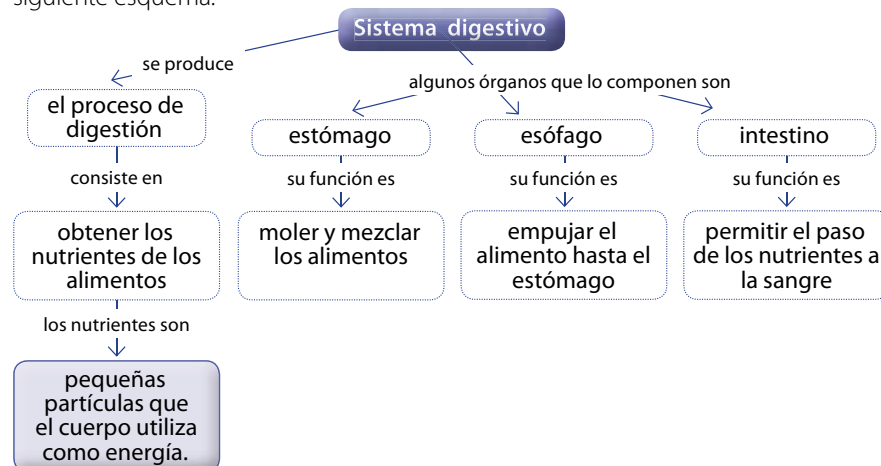 siguiente esquema.
Sistema digestivo
se produce
algunos órganos que lo componen son
el proceso de
digestión
estómago
esófago
intestino
consiste en
su función es
su función es
su función es
obtener los
nutrientes de los
alimentos
moler y mezclar
los alimentos
empujar el
alimento hasta el
estómago
permitir el paso
de los nutrientes a
la sangre
los nutrientes son
pequeñas
partículas que
el cuerpo utiliza
como energía.